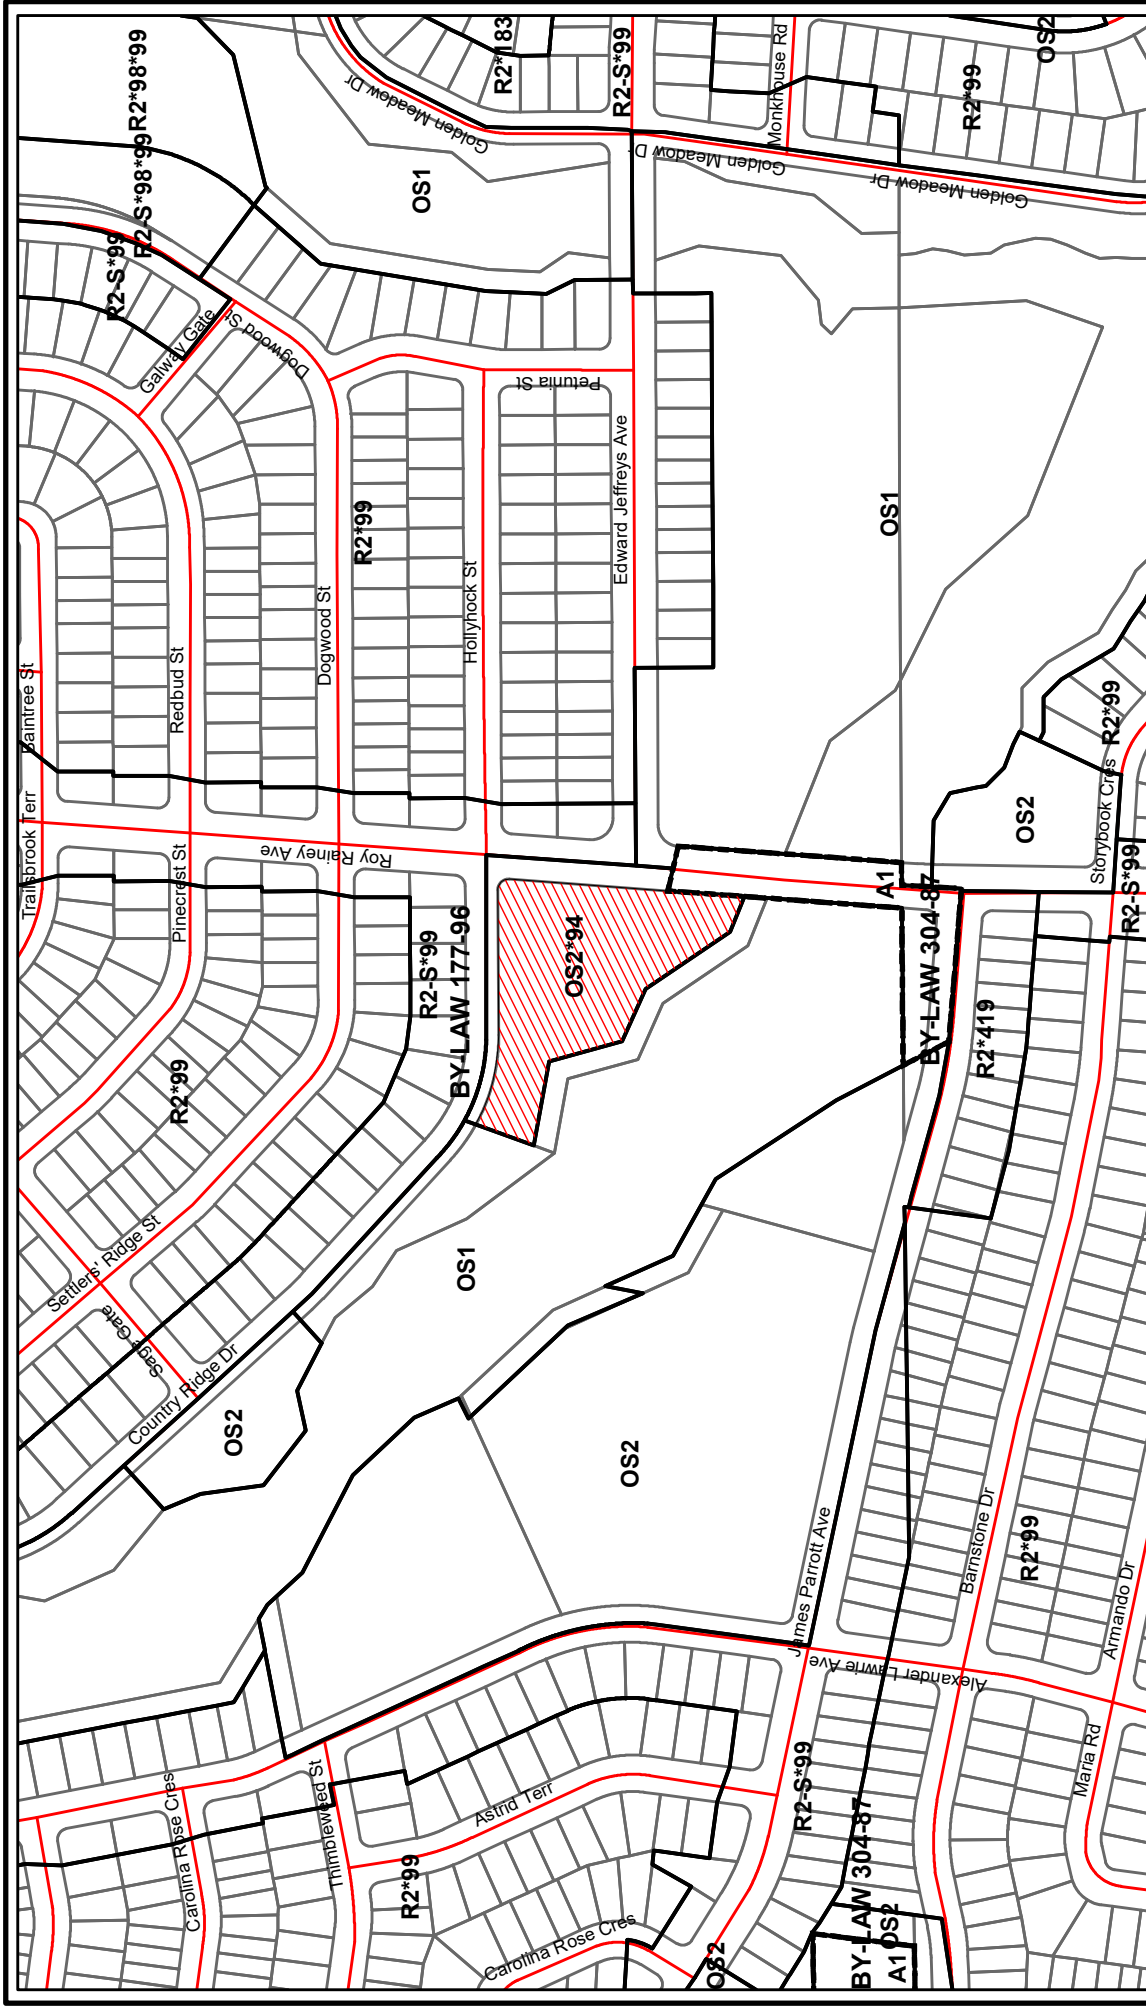 R2*98*99
R2-S*98*99
R2-S*99
Galway Gate
Dogwood St
Golden Meadow Dr
R2*183
R2-S*99
Monkhouse Rd
R2*99
OS2
OS1
Golden Meadow Dr
Golden Meadow Dr
Petunia St
Edward Jeffreys Ave
R2*99
Hollyhock St
Dogwood St
Redbud St
Baintree St
OS1
Trailsbrook Terr
Pinecrest St
Roy Rainey Ave
R2*99
Storybook Cres
OS2
R2-S*99
A1
BY-LAW 304-87
R2-S*99
BY-LAW 177-96
OS2*94
R2*419
R2*99
Settlers' Ridge St
Sage Gate
Country Ridge Dr
OS2
OS1
OS2
James Parrott Ave
Barnstone Dr
R2*99
Armando Dr
Alexander Lawrie Ave
Maria Rd
Carolina Rose Cres
Thimbleweed St
Astrid Terr
R2*99
R2-S*99
Carolina Rose Cres
OS2
BY-LAW 304-87
A1
OS2